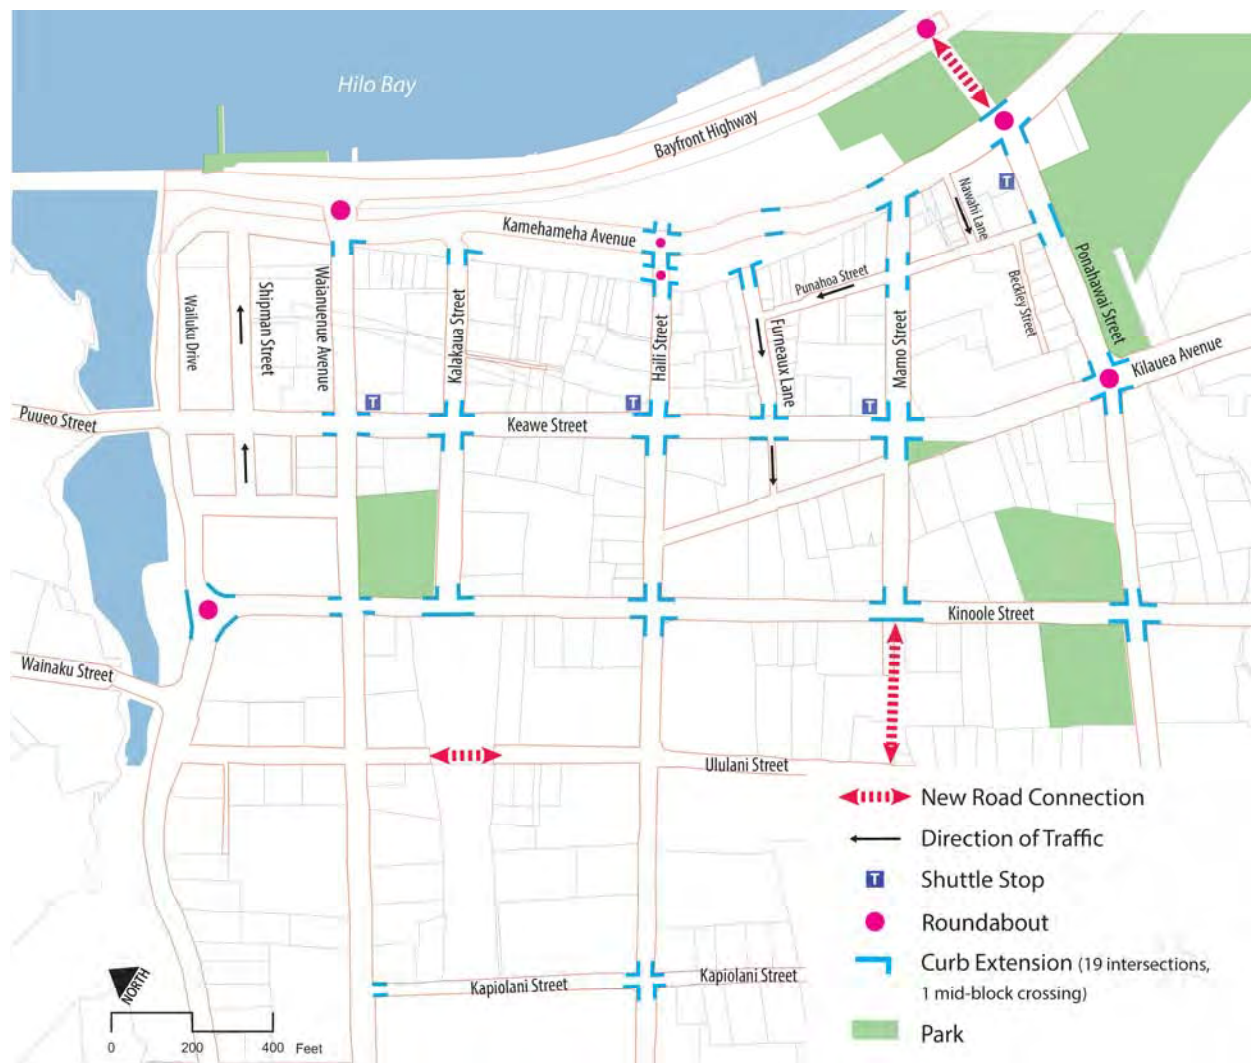 Hilo Bay
Bayfront Highway
Kamehameha Avenue
Nawahi Lane
T
Ponahawai Street
Wailuku Drive
Shipman Street
Waianuenue Avenue
Kalakaua Street
Haili Street
Punahoa Street
Furneaux Lane
Mamo Street
Beckley Street
Kilauea Avenue
Puueo Street
T
T
T
Keawe Street
Kinoole Street
Wainaku Street
Ululani Street
New Road Connection
Direction of Traffic
T Shuttle Stop
Roundabout
Curb Extension (19 intersections,
1 mid-block crossing)
Park
Kapiolani Street
Kapiolani Street
NORTH
0 200 400 Feet